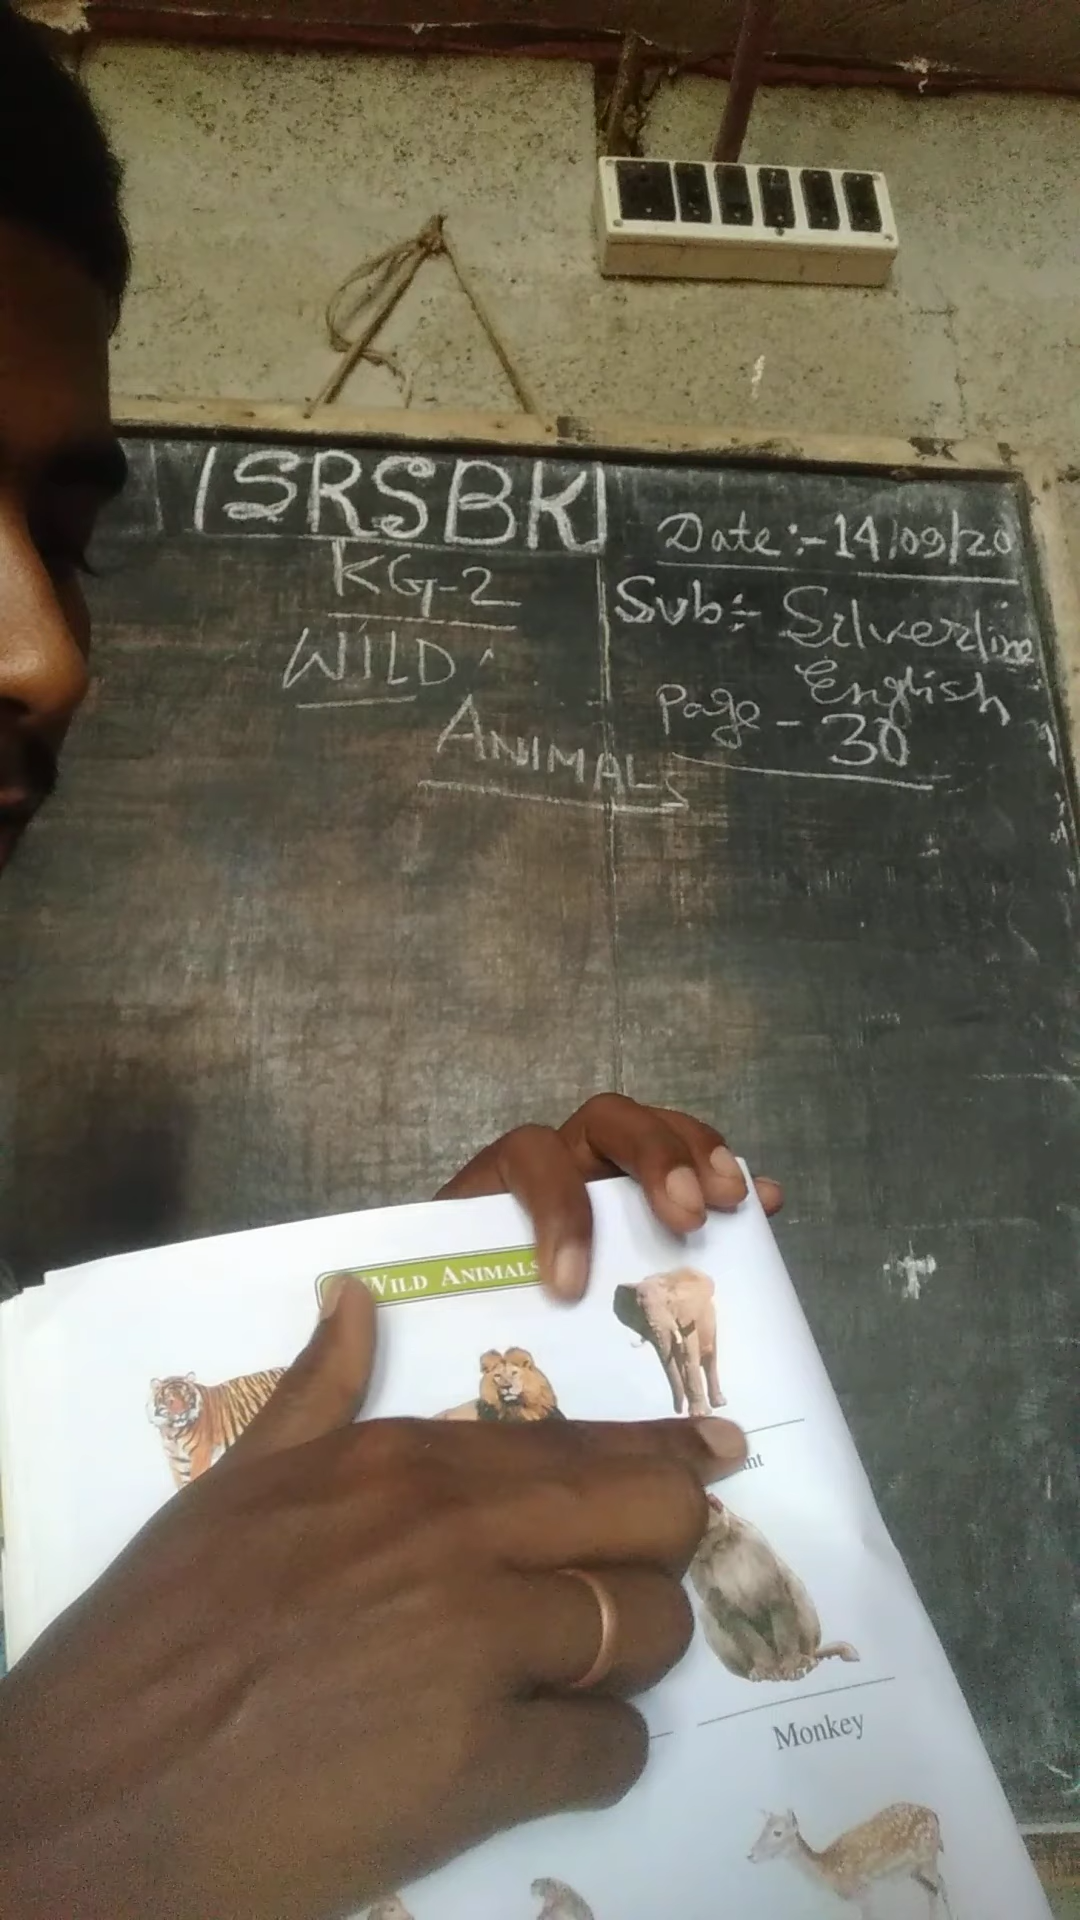 SRSBK
KG-2
WILD
ANIMALS
Date:- 14/09/20
Sub:- Silverline
English
Page - 30
WILD ANIMALS
Monkey